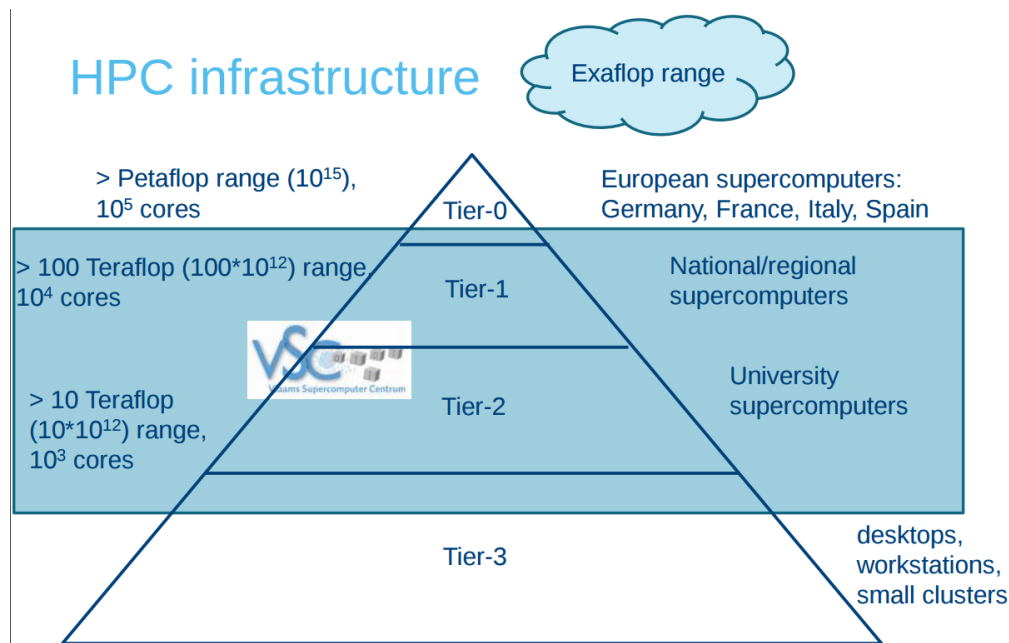 HPC infrastructure
Exaflop range
> Petaflop range (10¹⁵),
10⁵ cores
Tier-0
European supercomputers:
Germany, France, Italy, Spain
> 100 Teraflop (100*10¹²) range,
10⁴ cores
Tier-1
National/regional
supercomputers
VSC
Vlaams Supercomputer Centrum
> 10 Teraflop
(10*10¹²) range,
10³ cores
Tier-2
University
supercomputers
Tier-3
desktops,
workstations,
small clusters